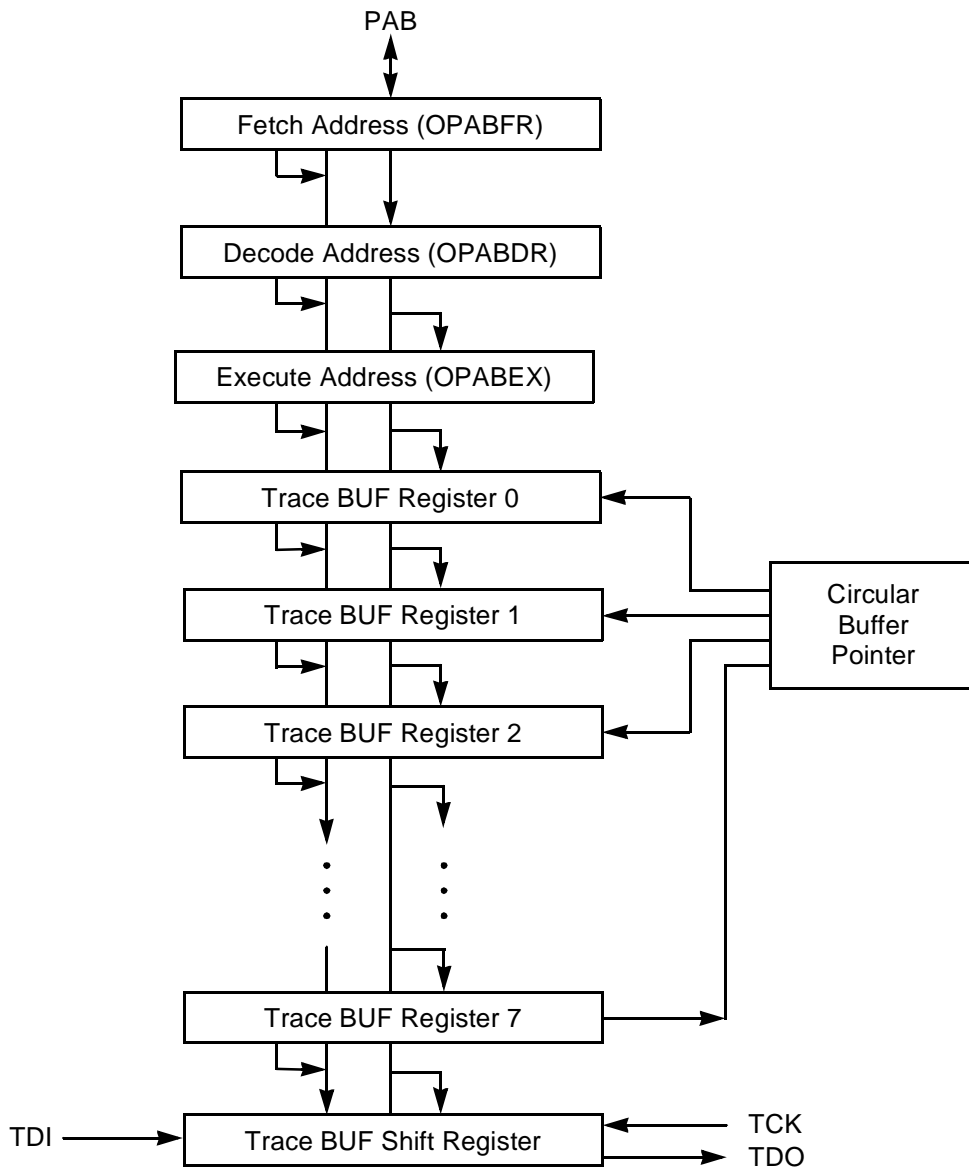 PAB
Fetch Address (OPABFR)
Decode Address (OPABDR)
Execute Address (OPABEX)
Trace BUF Register 0
Trace BUF Register 1
Circular
Buffer
Pointer
Trace BUF Register 2
Trace BUF Register 7
TDI
Trace BUF Shift Register
TCK
TDO